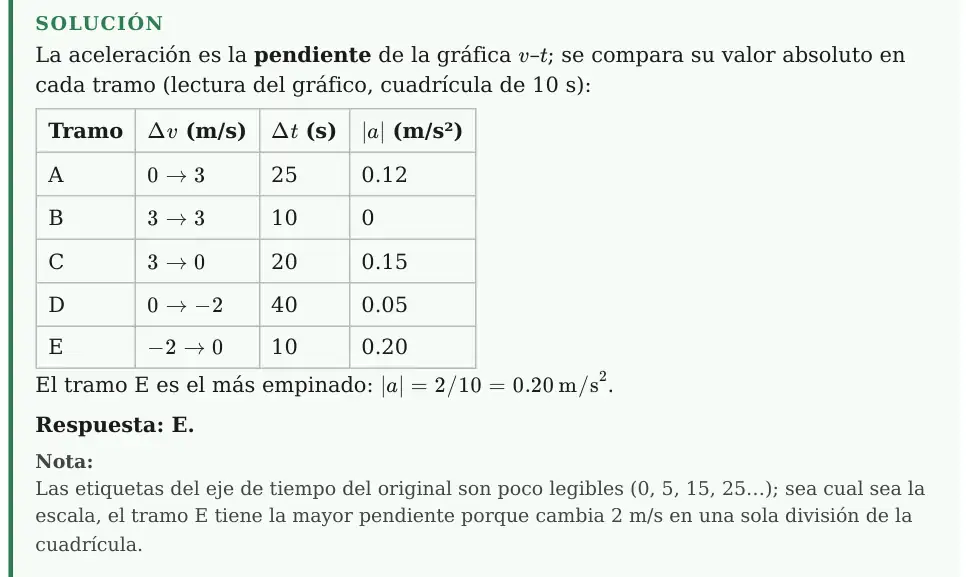 SOLUCIÓN
La aceleración es la pendiente de la gráfica v–t; se compara su valor absoluto en
cada tramo (lectura del gráfico, cuadrícula de 10 s):
Tramo Δv (m/s) Δt (s) |a| (m/s²)
A 0 → 3 25 0.12
B 3 → 3 10 0
C 3 → 0 20 0.15
D 0 → −2 40 0.05
E −2 → 0 10 0.20
El tramo E es el más empinado: |a| = 2/10 = 0.20 m/s².
Respuesta: E.
Nota:
Las etiquetas del eje de tiempo del original son poco legibles (0, 5, 15, 25…); sea cual sea la
escala, el tramo E tiene la mayor pendiente porque cambia 2 m/s en una sola división de la
cuadrícula.